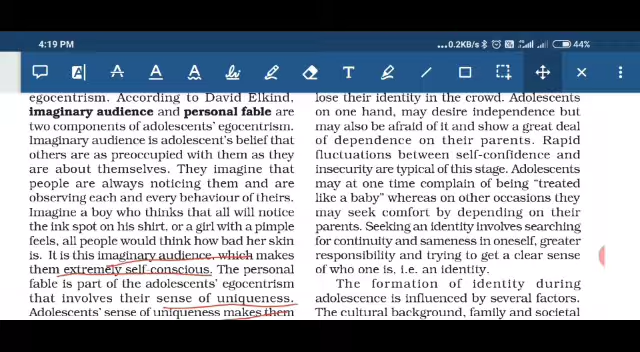 4:19 PM
...0.2KB/s
44%
A A A A T
egocentrism. According to David Elkind,
imaginary audience and personal fable are
two components of adolescents' egocentrism.
Imaginary audience is adolescent's belief that
others are as preoccupied with them as they
are about themselves. They imagine that
people are always noticing them and are
observing each and every behaviour of theirs.
Imagine a boy who thinks that all will notice
the ink spot on his shirt, or a girl with a pimple
feels, all people would think how bad her skin
is. It is this imaginary audience, which makes
them extremely self-conscious. The personal
fable is part of the adolescents' egocentrism
that involves their sense of uniqueness.
Adolescents' sense of uniqueness makes them
lose their identity in the crowd. Adolescents
on one hand, may desire independence but
may also be afraid of it and show a great deal
of dependence on their parents. Rapid
fluctuations between self-confidence and
insecurity are typical of this stage. Adolescents
may at one time complain of being "treated
like a baby" whereas on other occasions they
may seek comfort by depending on their
parents. Seeking an identity involves searching
for continuity and sameness in oneself, greater
responsibility and trying to get a clear sense
of who one is, i.e. an identity.
The formation of identity during
adolescence is influenced by several factors.
The cultural background, family and societal